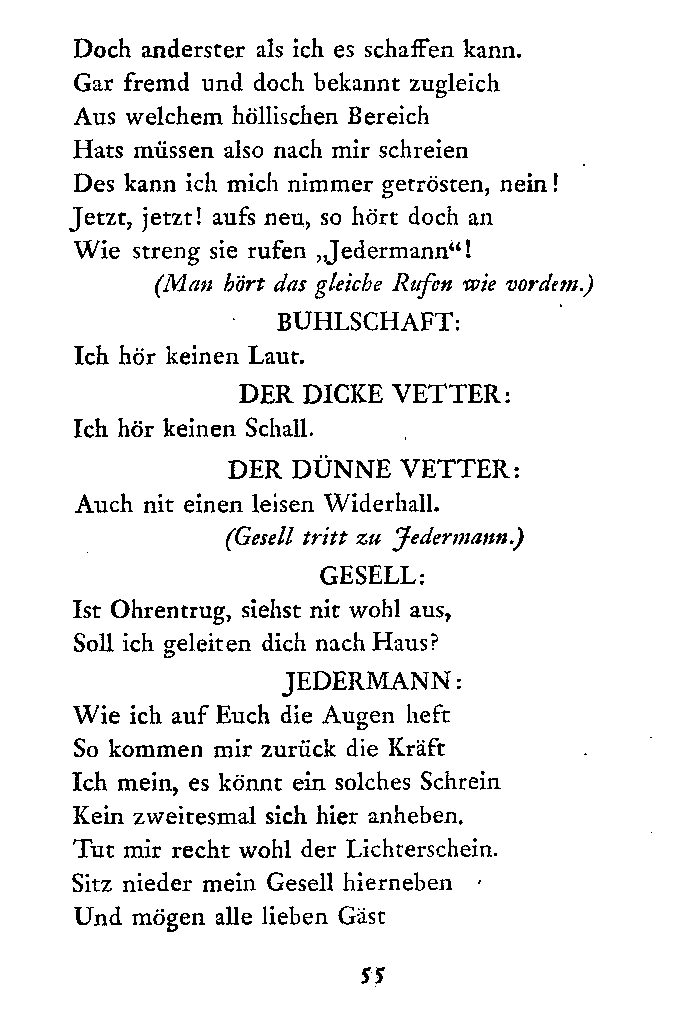 Doch anderster als ich es schaffen kann.
Gar fremd und doch bekannt zugleich
Aus welchem höllischen Bereich
Hats müssen also nach mir schreien
Des kann ich mich nimmer getrösten, nein!
Jetzt, jetzt! aufs neu, so hört doch an
Wie streng sie rufen „Jedermann“!
(Man hört das gleiche Rufen wie vordem.)
BUHLSCHAFT:
Ich hör keinen Laut.
DER DICKE VETTER:
Ich hör keinen Schall.
DER DÜNNE VETTER:
Auch nit einen leisen Widerhall.
(Gesell tritt zu Jedermann.)
GESELL:
Ist Ohrentrug, siehst nit wohl aus,
Soll ich geleiten dich nach Haus?
JEDERMANN:
Wie ich auf Euch die Augen heft
So kommen mir zurück die Kräft
Ich mein, es könnt ein solches Schrein
Kein zweitesmal sich hier anheben.
Tut mir recht wohl der Lichterschein.
Sitz nieder mein Gesell hierneben
Und mögen alle lieben Gäst
55